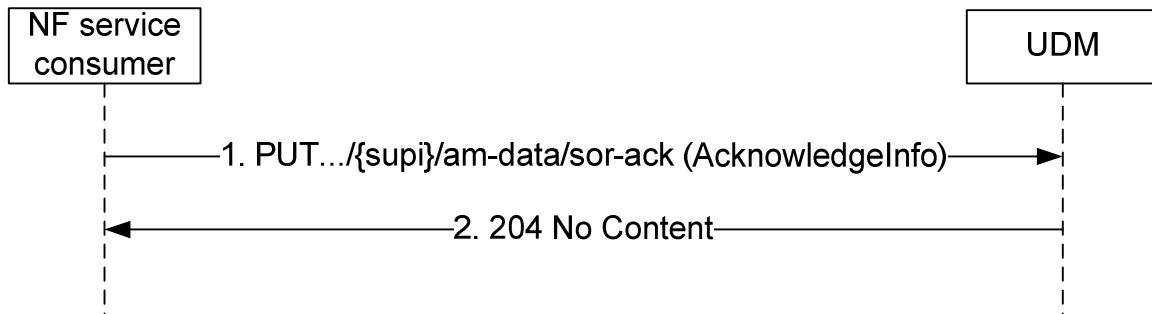 NF service
consumer
UDM
1. PUT.../{supi}/am-data/sor-ack (AcknowledgeInfo)
2. 204 No Content